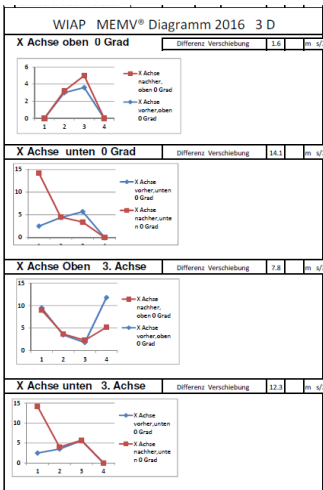 WIAP MEMV® Diagramm 2016 3 D
X Achse oben 0 Grad Differenz Verschiebung 1.6 m s/
6
4
2
0
1 2 3 4
X Achse
nachher,
oben 0 Grad
X Achse
vorher,oben
0 Grad
X Achse unten 0 Grad Differenz Verschiebung 14.1 m s/
15
10
5
0
X Achse
vorher,unten
0 Grad
X Achse
nachher,unte
n 0 Grad
X Achse Oben 3. Achse Differenz Verschiebung 7.8 m s/
15
10
5
0
1 2 3 4
X Achse
nachher,
oben 0 Grad
X Achse
vorher,oben
0 Grad
X Achse unten 3. Achse Differenz Verschiebung 12.3 m s/
15
10
5
0
1 2 3 4
X Achse
vorher,unten
0 Grad
X Achse
nachher,unte
n 0 Grad